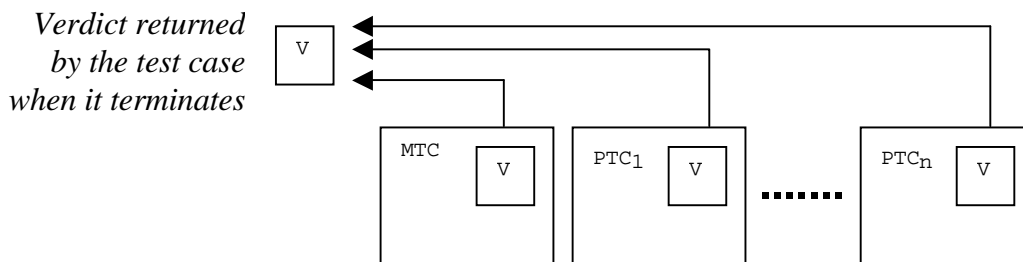 Verdict returned
by the test case
when it terminates
V
MTC
V
PTC1
V
PTCn
V